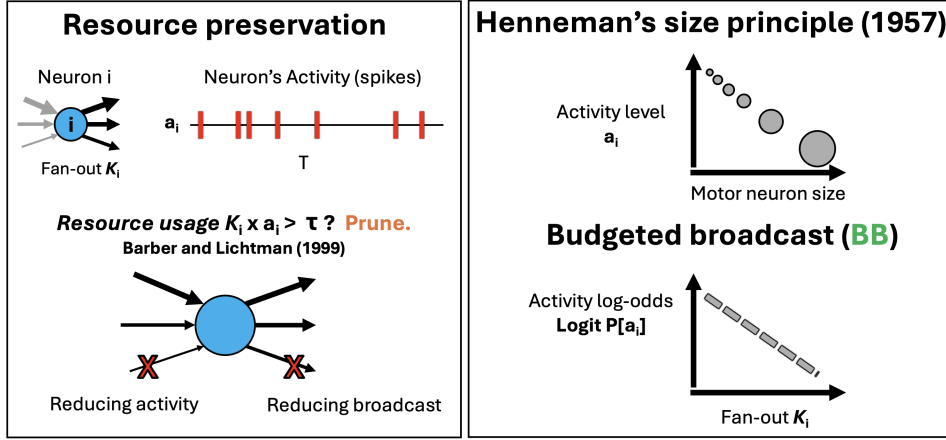 Resource preservation
Neuron i
Neuron's Activity (spikes)
i
aᵢ
Fan-out Kᵢ
T
Resource usage Kᵢ x aᵢ > τ ? Prune.
Barber and Lichtman (1999)
X
X
Reducing activity
Reducing broadcast
Henneman's size principle (1957)
Activity level
aᵢ
Motor neuron size
Budgeted broadcast (BB)
Activity log-odds
Logit P[aᵢ]
Fan-out Kᵢ